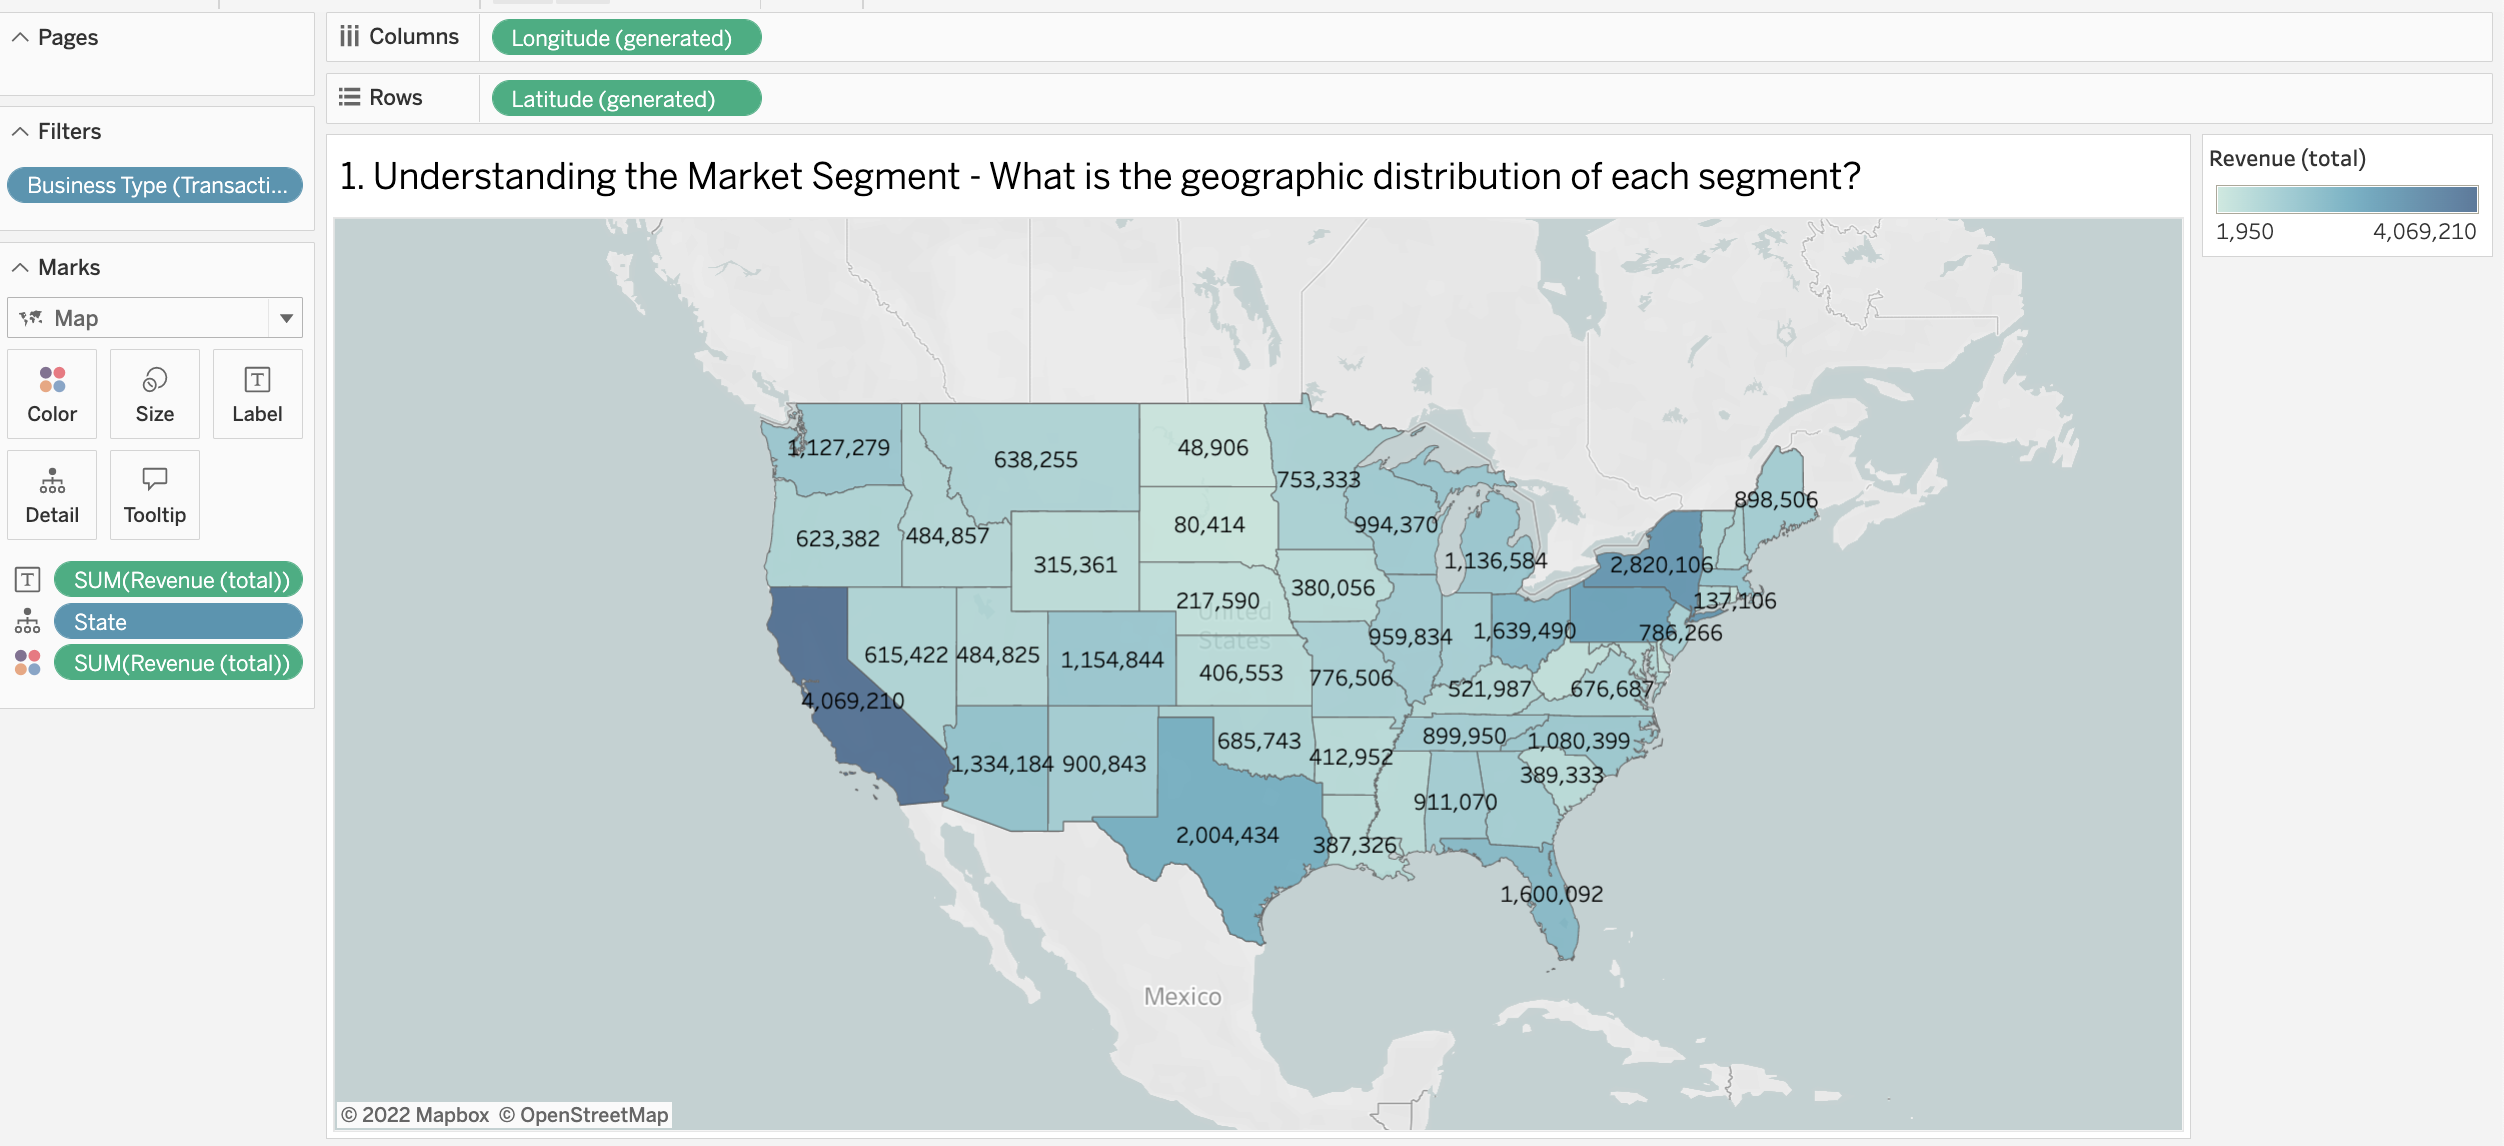 Pages
Filters
Business Type (Transacti...
Marks
Map
Color
Size
Label
Detail
Tooltip
SUM(Revenue (total))
State
SUM(Revenue (total))
Columns
Longitude (generated)
Rows
Latitude (generated)
1. Understanding the Market Segment - What is the geographic distribution of each segment?
1,127,279
638,255
48,906
753,333
898,506
623,382
484,857
80,414
994,370
315,361
1,136,584
2,820,106
380,056
217,590
137,106
United
States
959,834
1,639,490
786,266
615,422
484,825
1,154,844
406,553
776,506
521,987
676,687
4,069,210
685,743
899,950
1,080,399
412,952
1,334,184
900,843
389,333
911,070
2,004,434
387,326
1,600,092
Mexico
© 2022 Mapbox © OpenStreetMap
Revenue (total)
1,950
4,069,210